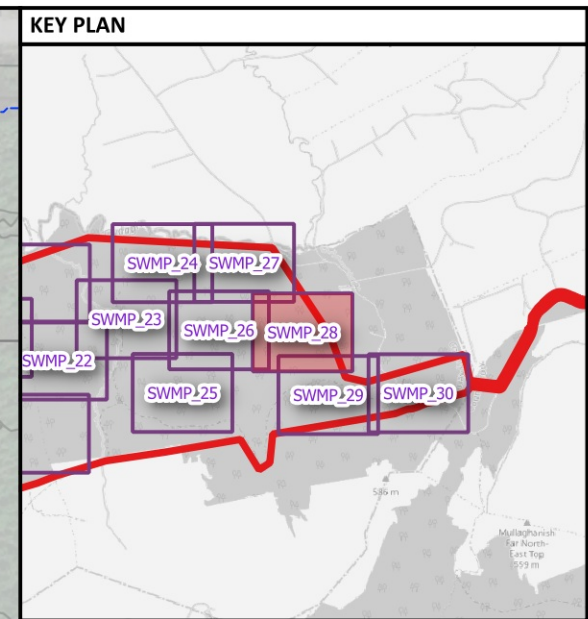 KEY PLAN
SWMP_24
SWMP_27
SWMP_23
SWMP_26
SWMP_28
SWMP_22
SWMP_25
SWMP_29
SWMP_30
586 m
Mullaghanish
Far North-
East Top
559 m